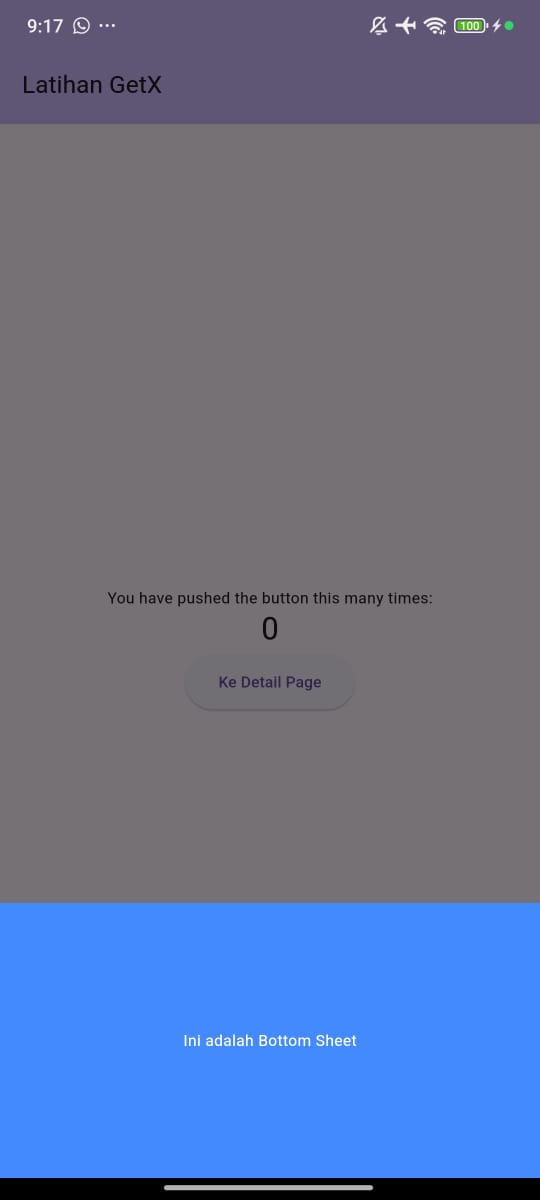 9:17
100
Latihan GetX
You have pushed the button this many times:
0
Ke Detail Page
Ini adalah Bottom Sheet